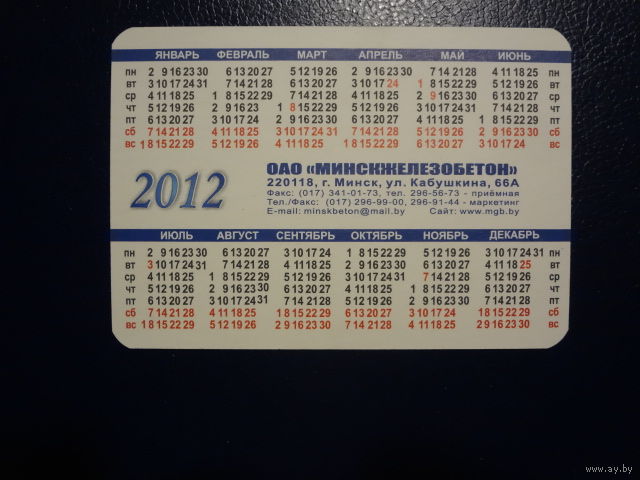 ЯНВАРЬ ФЕВРАЛЬ МАРТ АПРЕЛЬ МАЙ ИЮНЬ
пн 2 9 16 23 30 6 13 20 27 5 12 19 26 2 9 16 23 30 7 14 21 28 4 11 18 25 пн
вт 3 10 17 24 31 7 14 21 28 6 13 20 27 3 10 17 24 1 8 15 22 29 5 12 19 26 вт
ср 4 11 18 25 1 8 15 22 29 7 14 21 28 4 11 18 25 2 9 16 23 30 6 13 20 27 ср
чт 5 12 19 26 2 9 16 23 1 8 15 22 29 5 12 19 26 3 10 17 24 31 7 14 21 28 чт
пт 6 13 20 27 3 10 17 24 2 9 16 23 30 6 13 20 27 4 11 18 25 1 8 15 22 29 пт
сб 7 14 21 28 4 11 18 25 3 10 17 24 31 7 14 21 28 5 12 19 26 2 9 16 23 30 сб
вс 1 8 15 22 29 5 12 19 26 4 11 18 25 1 8 15 22 29 6 13 20 27 3 10 17 24 вс
2012
ОАО «МИНСКЖЕЛЕЗОБЕТОН»
220118, г. Минск, ул. Кабушкина, 66А
Факс: (017) 341-01-73, тел. 296-56-73 - приёмная
Тел./Факс: (017) 296-99-00, 296-91-44 - маркетинг
E-mail: minskbeton@mail.by Сайт: www.mgb.by
ИЮЛЬ АВГУСТ СЕНТЯБРЬ ОКТЯБРЬ НОЯБРЬ ДЕКАБРЬ
пн 2 9 16 23 30 6 13 20 27 3 10 17 24 1 8 15 22 29 5 12 19 26 3 10 17 24 31 пн
вт 3 10 17 24 31 7 14 21 28 4 11 18 25 2 9 16 23 30 6 13 20 27 4 11 18 25 вт
ср 4 11 18 25 1 8 15 22 29 5 12 19 26 3 10 17 24 31 7 14 21 28 5 12 19 26 ср
чт 5 12 19 26 2 9 16 23 30 6 13 20 27 4 11 18 25 1 8 15 22 29 6 13 20 27 чт
пт 6 13 20 27 3 10 17 24 31 7 14 21 28 5 12 19 26 2 9 16 23 30 7 14 21 28 пт
сб 7 14 21 28 4 11 18 25 1 8 15 22 29 6 13 20 27 3 10 17 24 1 8 15 22 29 сб
вс 1 8 15 22 29 5 12 19 26 2 9 16 23 30 7 14 21 28 4 11 18 25 2 9 16 23 30 вс
www.ay.by